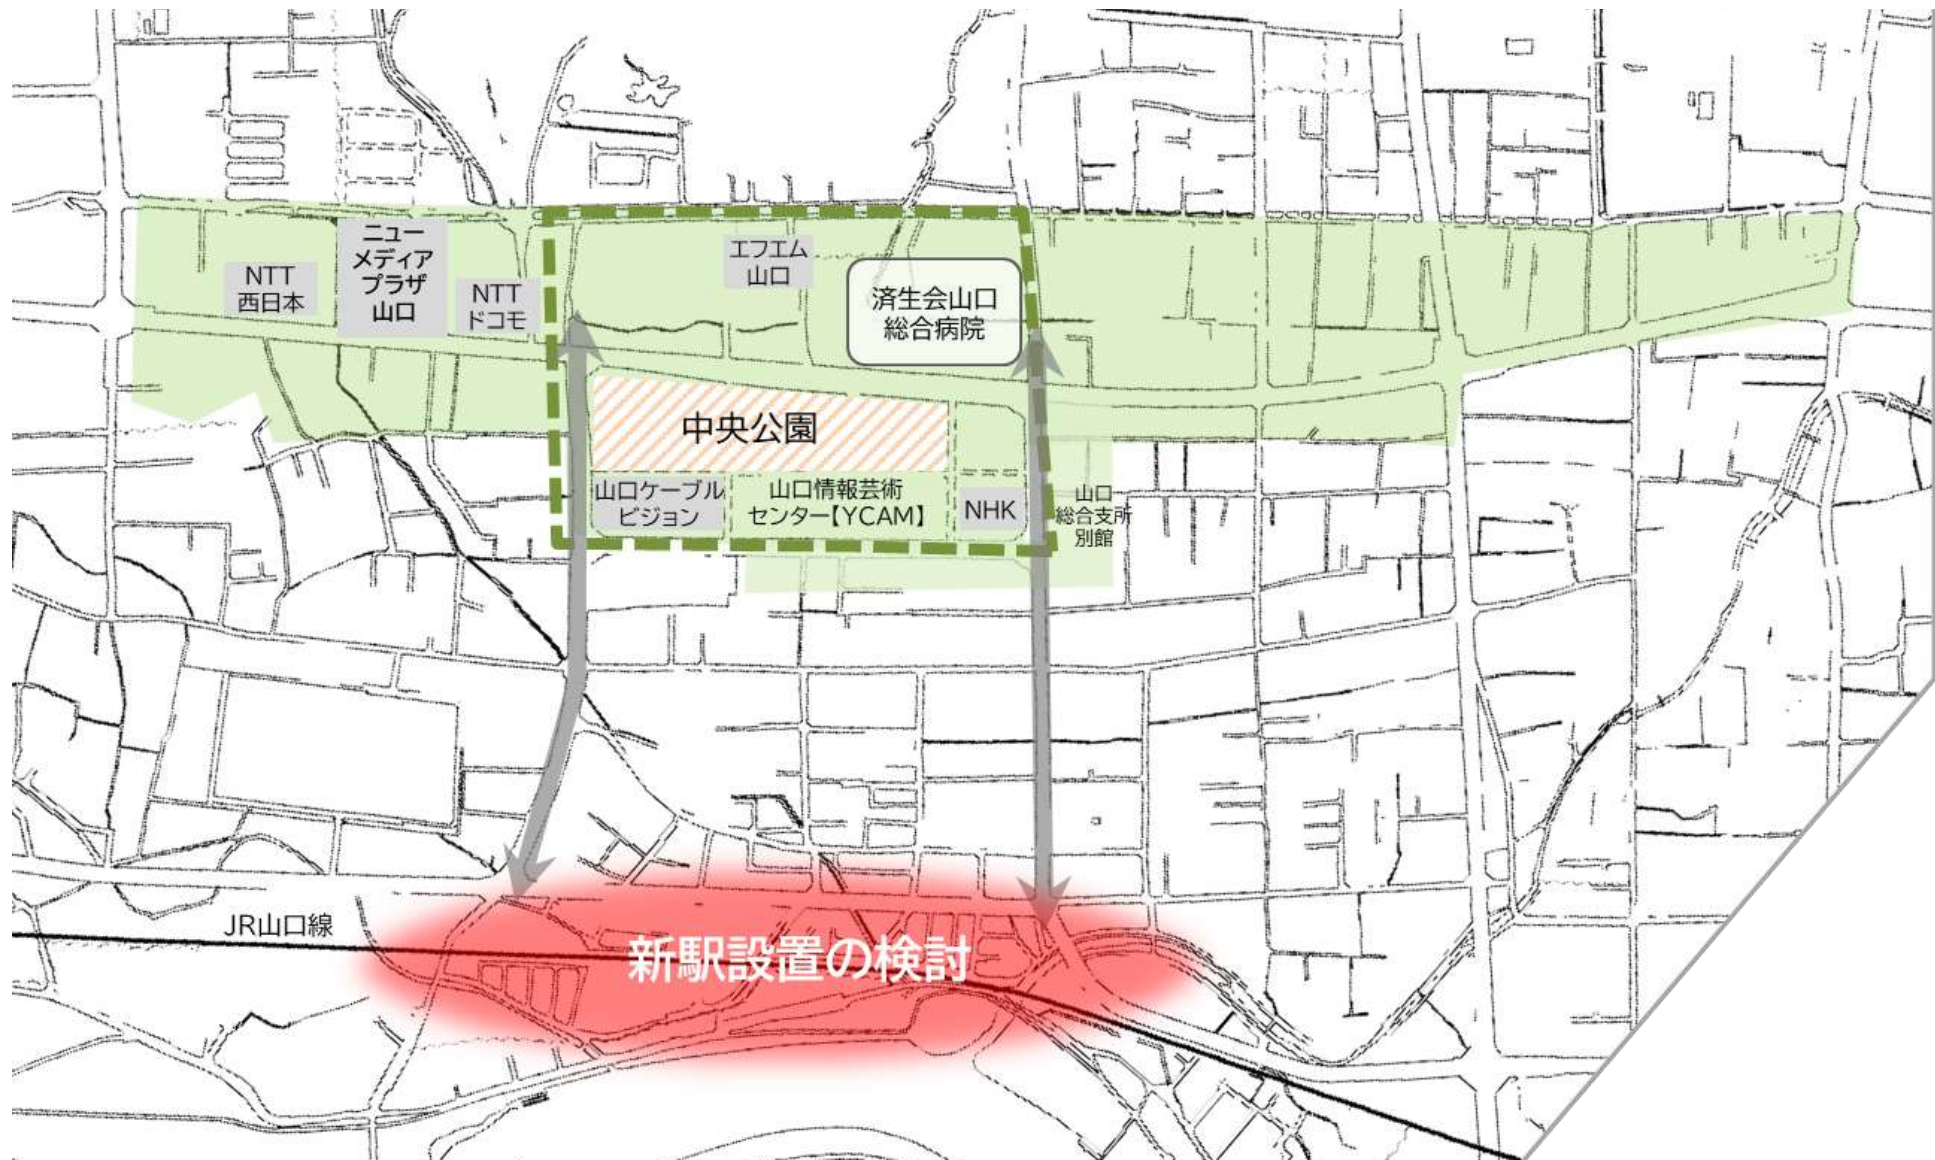 ニュー
メディア
プラザ
山口
NTT
西日本
NTT
ドコモ
エフエム
山口
済生会山口
総合病院
中央公園
山口ケーブル
ビジョン
山口情報芸術
センター【YCAM】
NHK
山口
総合支所
別館
JR山口線
新駅設置の検討